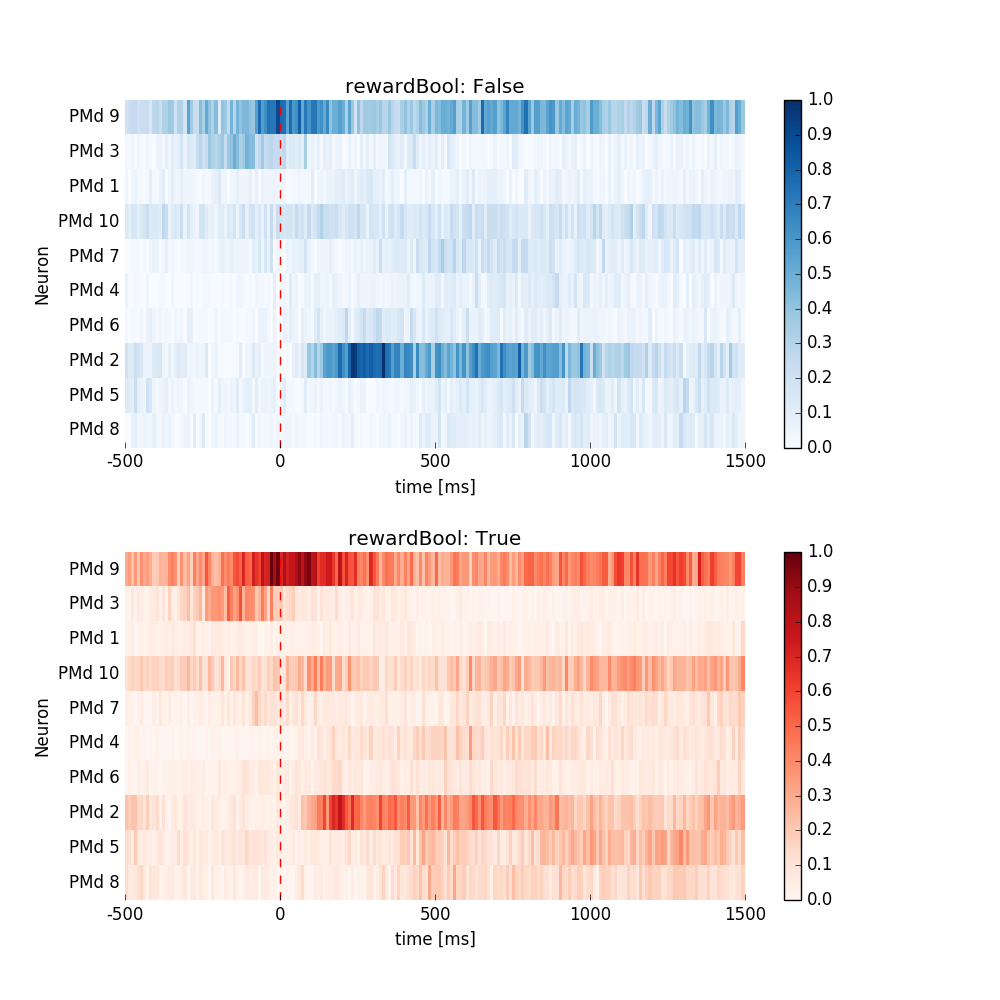 rewardBool: False
PMd 9
PMd 3
PMd 1
PMd 10
PMd 7
PMd 4
PMd 6
PMd 2
PMd 5
PMd 8
Neuron
-500 0 500 1000 1500
time [ms]
1.0
0.9
0.8
0.7
0.6
0.5
0.4
0.3
0.2
0.1
0.0
rewardBool: True
PMd 9
PMd 3
PMd 1
PMd 10
PMd 7
PMd 4
PMd 6
PMd 2
PMd 5
PMd 8
Neuron
-500 0 500 1000 1500
time [ms]
1.0
0.9
0.8
0.7
0.6
0.5
0.4
0.3
0.2
0.1
0.0